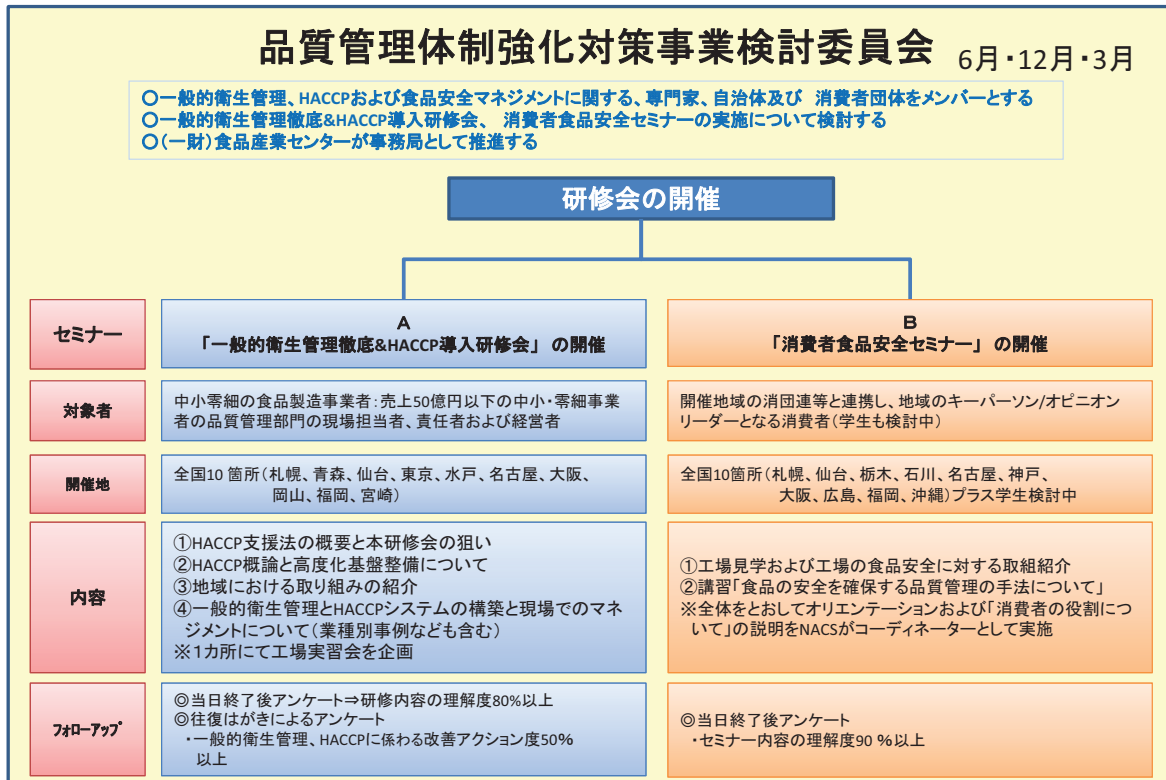 品質管理体制強化対策事業検討委員会 6月・12月・3月
〇一般的衛生管理、HACCPおよび食品安全マネジメントに関する、専門家、自治体及び 消費者団体をメンバーとする
〇一般的衛生管理徹底&HACCP導入研修会、 消費者食品安全セミナーの実施について検討する
〇(一財)食品産業センターが事務局として推進する
研修会の開催
セミナー
A
「一般的衛生管理徹底&HACCP導入研修会」 の開催
B
「消費者食品安全セミナー」 の開催
対象者
中小零細の食品製造事業者:売上50億円以下の中小・零細事業
者の品質管理部門の現場担当者、責任者および経営者
開催地域の消団連等と連携し、地域のキーパーソン/オピニオン
リーダーとなる消費者(学生も検討中)
開催地
全国10 箇所(札幌、青森、仙台、東京、水戸、名古屋、大阪、
岡山、福岡、宮崎)
全国10箇所(札幌、仙台、栃木、石川、名古屋、神戸、
大阪、広島、福岡、沖縄)プラス学生検討中
内容
①HACCP支援法の概要と本研修会の狙い
②HACCP概論と高度化基盤整備について
③地域における取り組みの紹介
④一般的衛生管理とHACCPシステムの構築と現場でのマネ
ジメントについて(業種別事例なども含む)
※1カ所にて工場実習会を企画
①工場見学および工場の食品安全に対する取組紹介
②講習「食品の安全を確保する品質管理の手法について」
※全体をとおしてオリエンテーションおよび「消費者の役割につ
いて」の説明をNACSがコーディネーターとして実施
フォローアップ
◎当日終了後アンケート⇒研修内容の理解度80%以上
◎往復はがきによるアンケート
・一般的衛生管理、HACCPに係わる改善アクション度50%
以上
◎当日終了後アンケート
・セミナー内容の理解度90 %以上